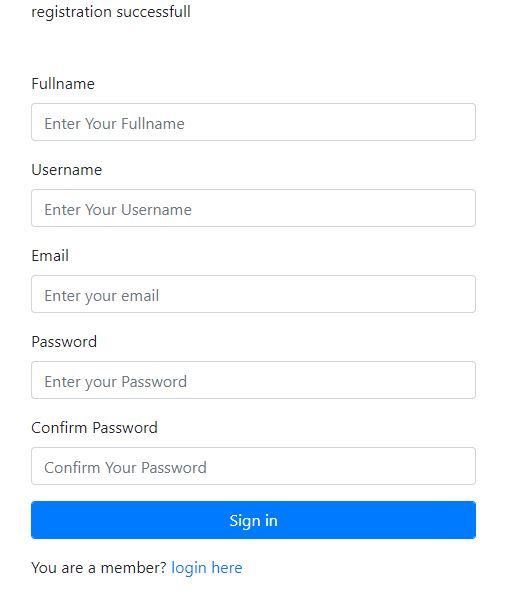 registration successfull
Fullname
Enter Your Fullname
Username
Enter Your Username
Email
Enter your email
Password
Enter your Password
Confirm Password
Confirm Your Password
Sign in
You are a member? login here